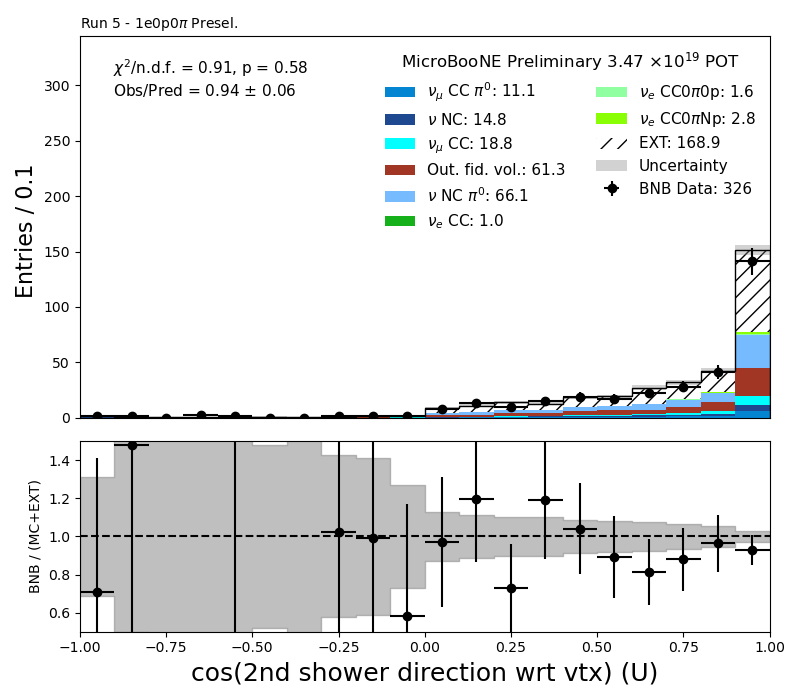 Run 5 - 1e0p0π Presel.
χ²/n.d.f. = 0.91, p = 0.58
Obs/Pred = 0.94 ± 0.06
MicroBooNE Preliminary 3.47 ×10¹⁹ POT
ν_μ CC π⁰: 11.1
ν NC: 14.8
ν_μ CC: 18.8
Out. fid. vol.: 61.3
ν NC π⁰: 66.1
ν_e CC: 1.0
ν_e CC0π0p: 1.6
ν_e CC0πNp: 2.8
EXT: 168.9
Uncertainty
BNB Data: 326
Entries / 0.1
300
250
200
150
100
50
0
BNB / (MC+EXT)
1.4
1.2
1.0
0.8
0.6
−1.00 −0.75 −0.50 −0.25 0.00 0.25 0.50 0.75 1.00
cos(2nd shower direction wrt vtx) (U)